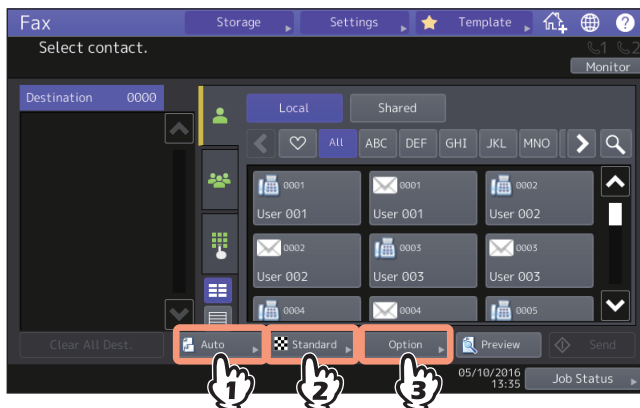 Fax
Storage
Settings
Template
?
Select contact.
1
2
Monitor
Destination 0000
Local
Shared
All
ABC
DEF
GHI
JKL
MNO
0001
User 001
0001
User 001
0002
User 002
0002
User 002
0003
User 003
0003
User 003
0004
0004
0005
Clear All Dest.
Auto
Standard
Option
Preview
Send
1
2
3
05/10/2016
13:35
Job Status